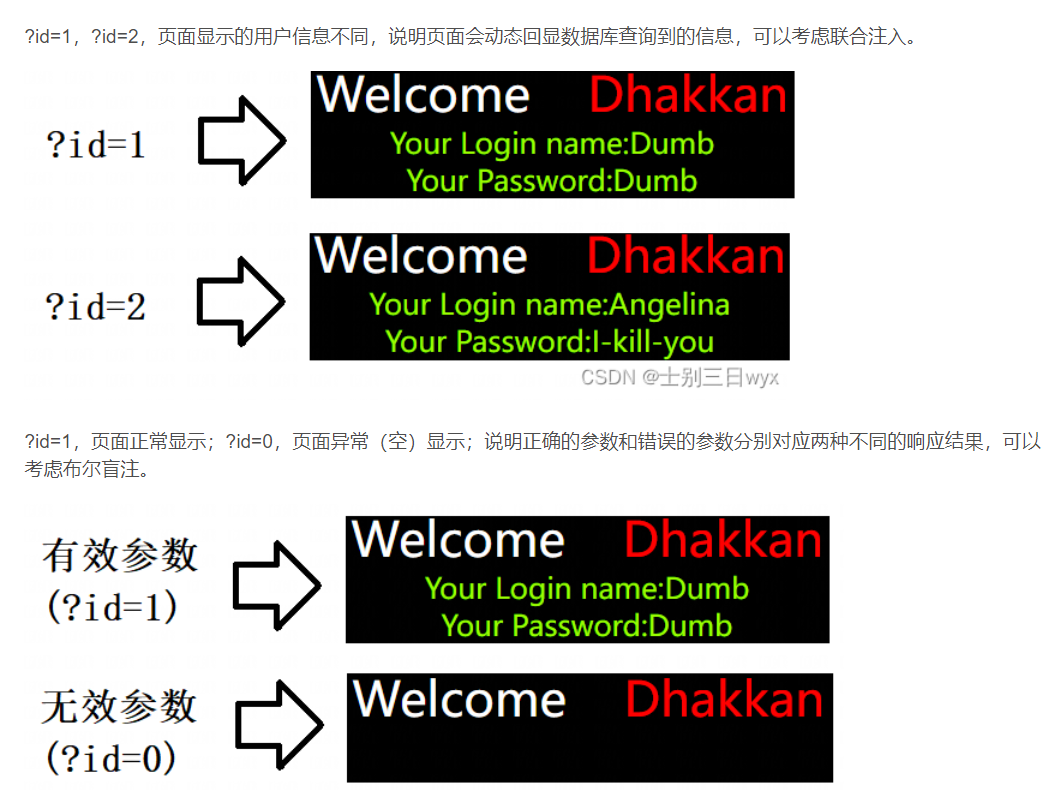 ?id=1，?id=2，页面显示的用户信息不同，说明页面会动态回显数据库查询到的信息，可以考虑联合注入。
?id=1
Welcome Dhakkan
Your Login name:Dumb
Your Password:Dumb
?id=2
Welcome Dhakkan
Your Login name:Angelina
Your Password:I-kill-you
CSDN @士别三日wyx
?id=1，页面正常显示；?id=0，页面异常（空）显示；说明正确的参数和错误的参数分别对应两种不同的响应结果，可以
考虑布尔盲注。
有效参数
(?id=1)
Welcome Dhakkan
Your Login name:Dumb
Your Password:Dumb
无效参数
(?id=0)
Welcome Dhakkan